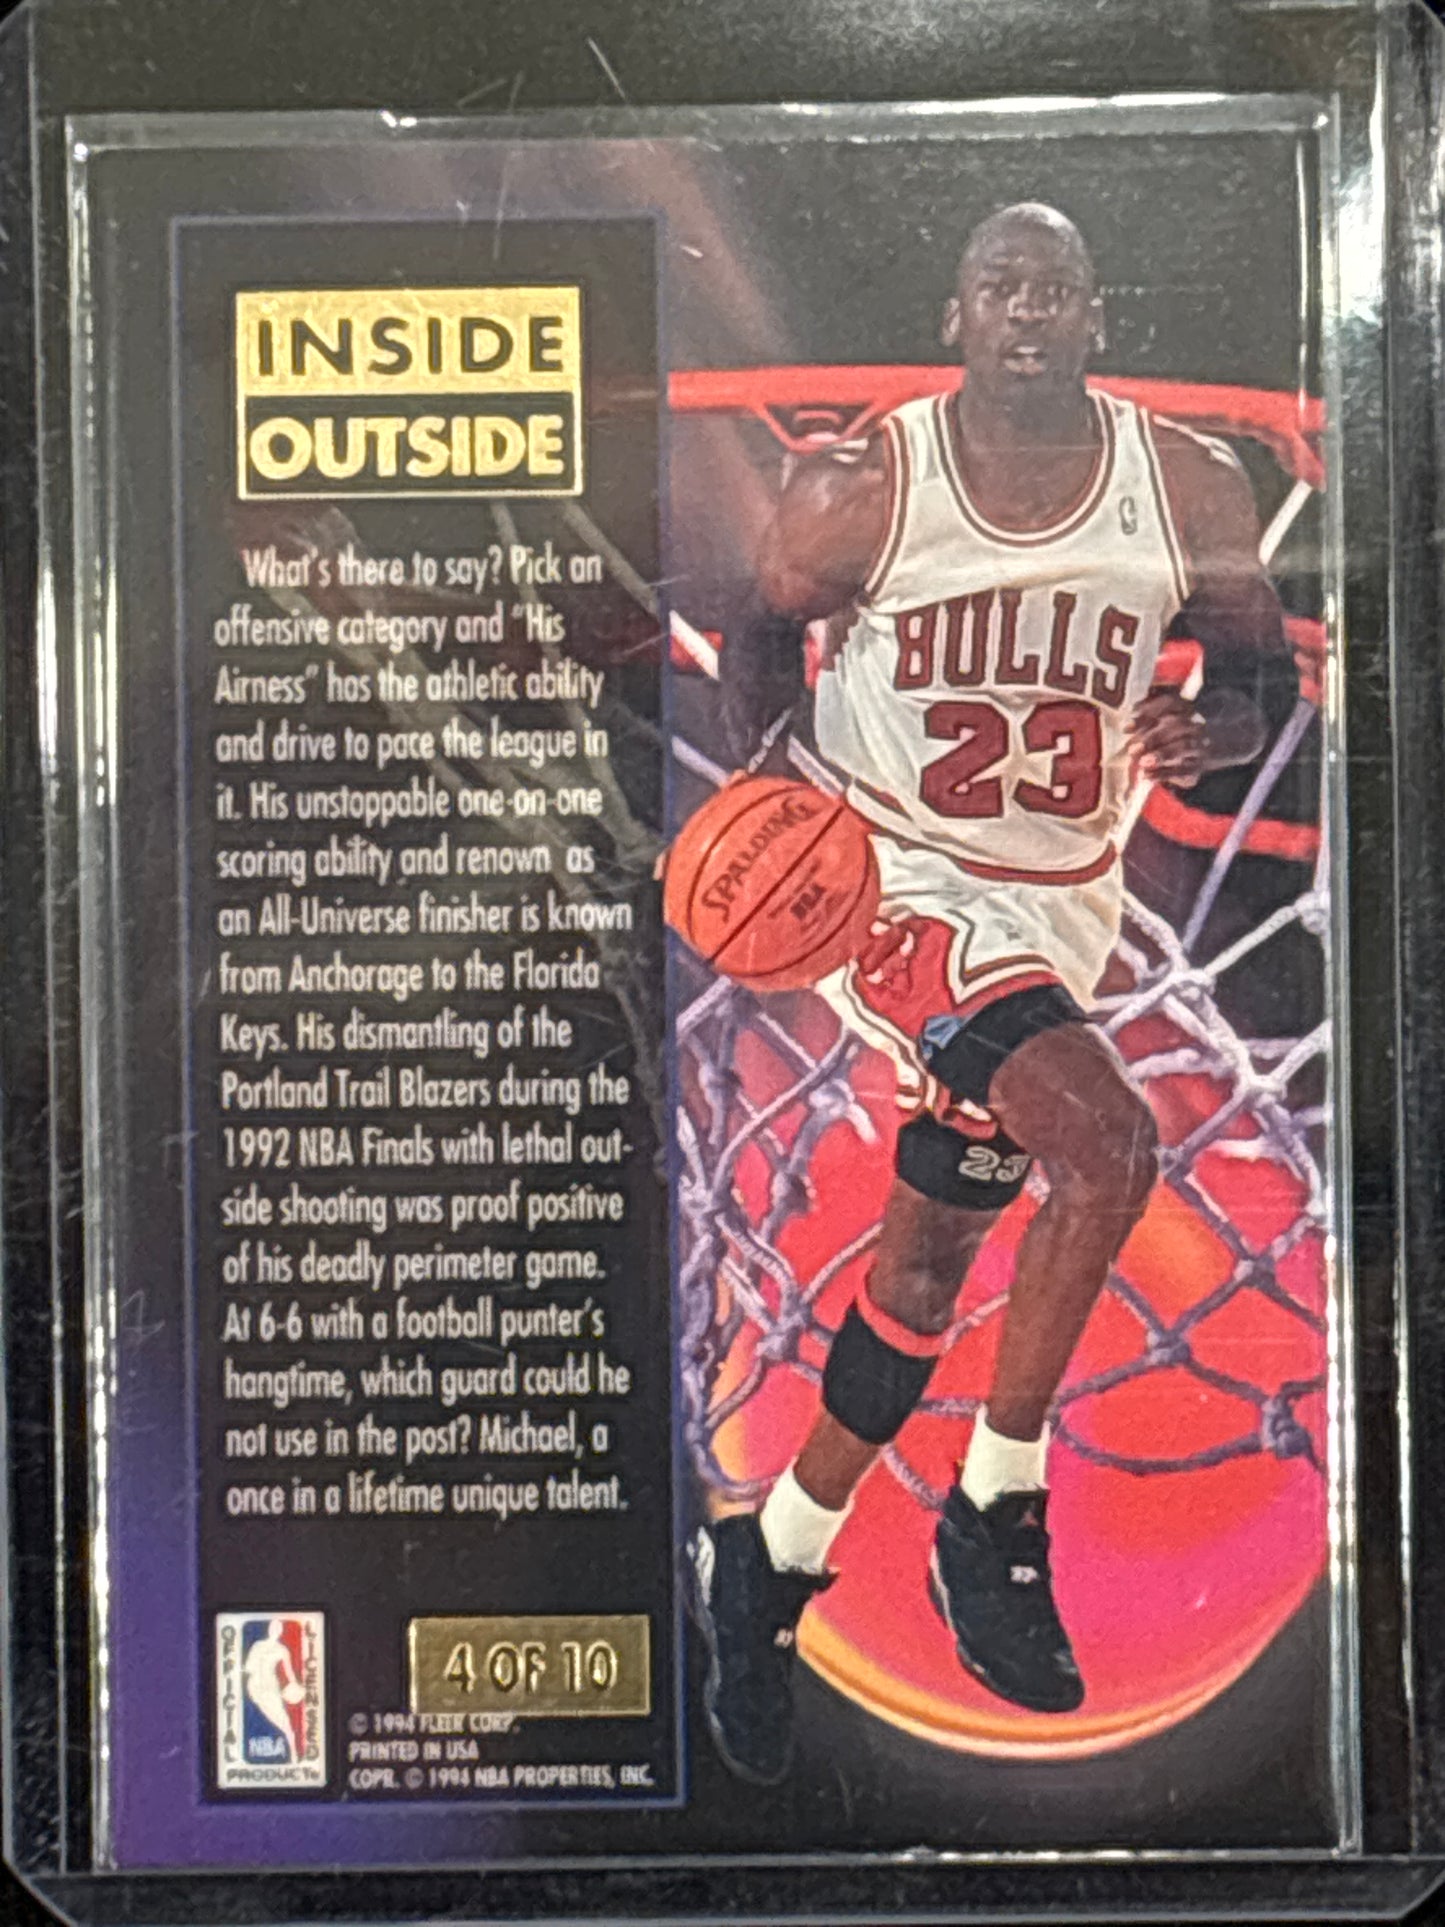 INSIDE
OUTSIDE
What's there to say? Pick an
offensive category and "His
Airness" has the athletic ability
and drive to pace the league in
it. His unstoppable one-on-one
scoring ability and renown as
an All-Universe finisher is known
from Anchorage to the Florida
Keys. His dismantling of the
Portland Trail Blazers during the
1992 NBA Finals with lethal out-
side shooting was proof positive
of his deadly perimeter game.
At 6-6 with a football punter's
hangtime, which guard could he
not use in the post? Michael, a
once in a lifetime unique talent.
4 OF 10
© 1994 FLEER CORP.
PRINTED IN USA
COPR. © 1994 NBA PROPERTIES, INC.
OFFICIAL
LICENSED
NBA
PRODUCT
BULLS
23
SPALDING
NBA
23
23